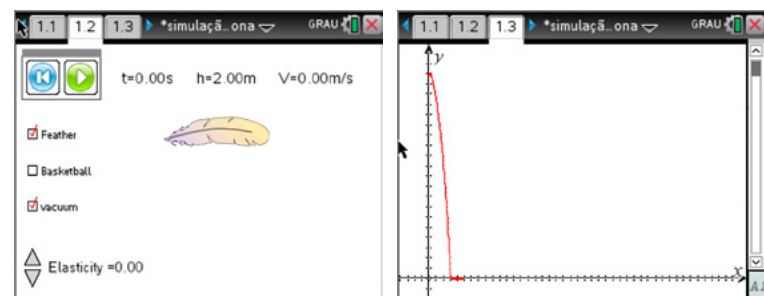 1.1 1.2 1.3 *simulaçã...ona GRAU
t=0.00s h=2.00m V=0.00m/s
Feather
Basketball
vacuum
Elasticity =0.00
1.1 1.2 1.3 *simulaçã...ona GRAU
y
x